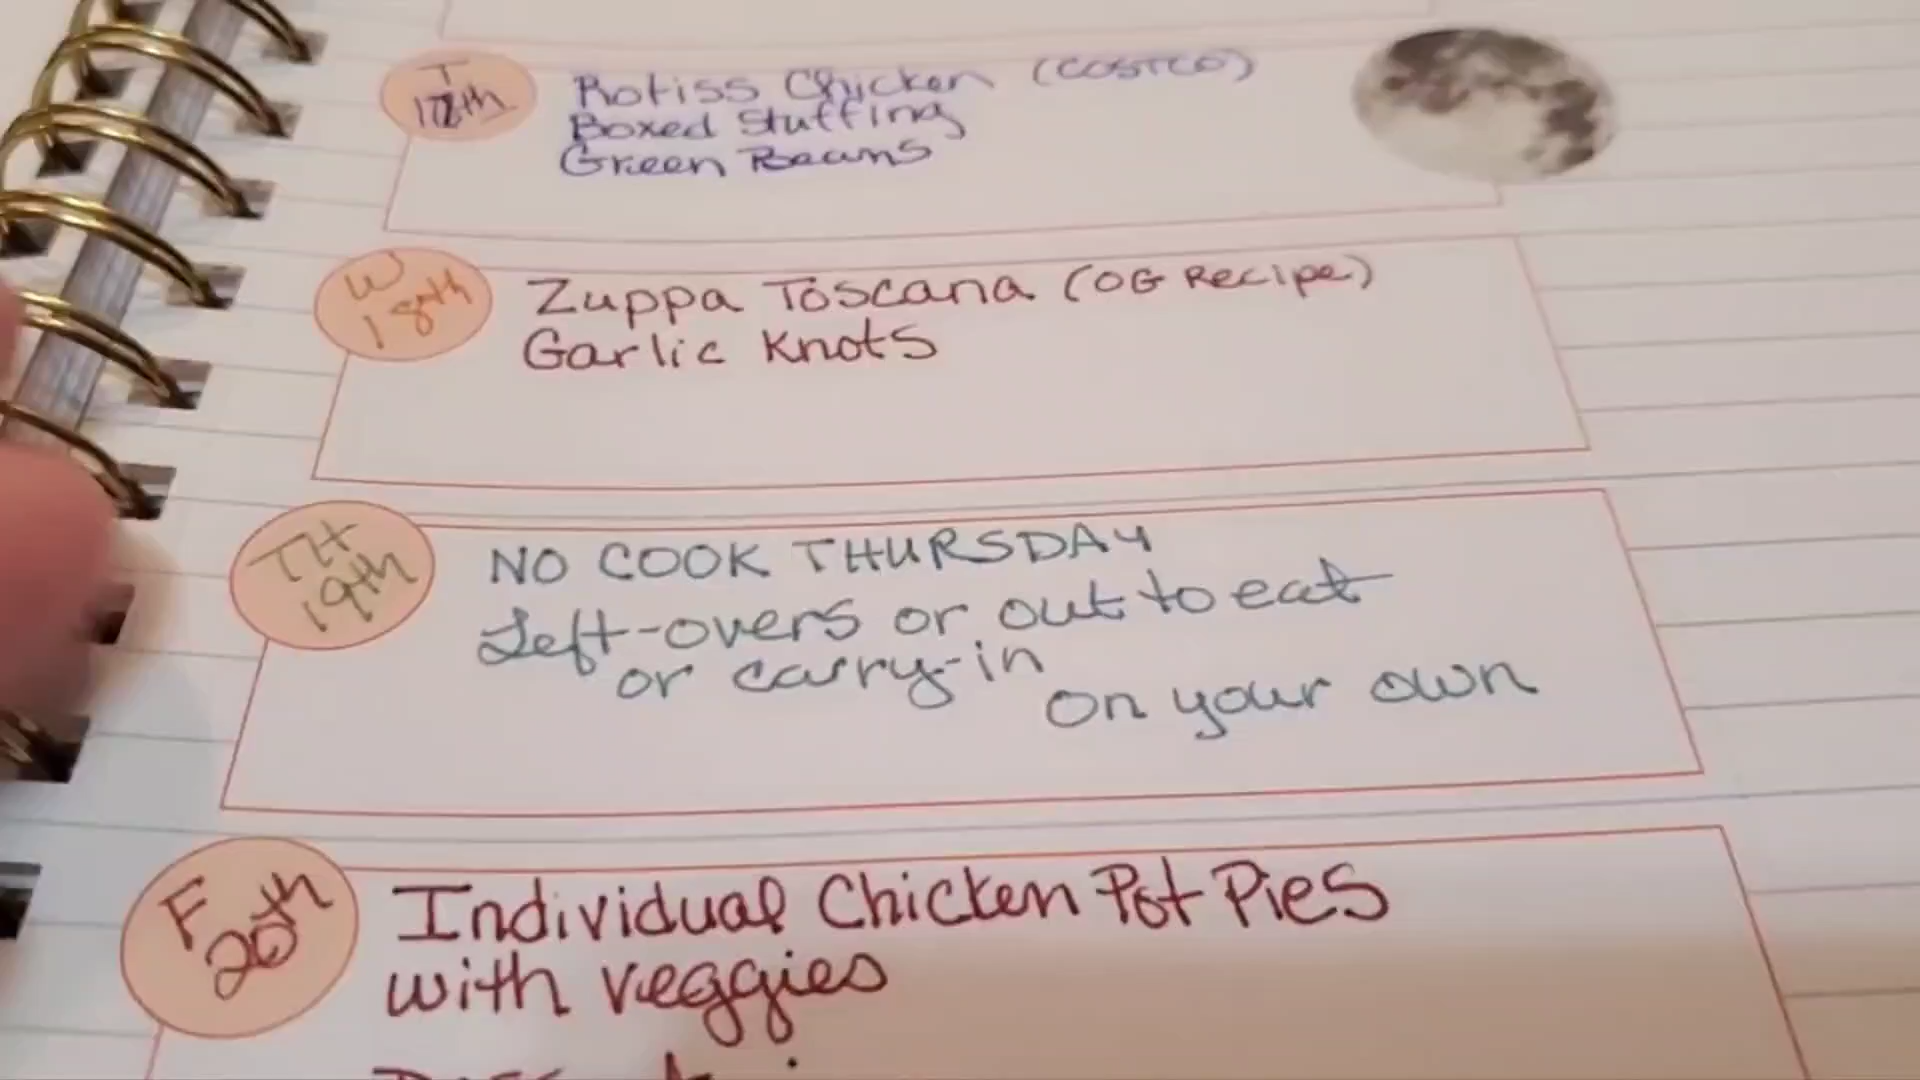 T
17th
Rotiss Chicken (COSTCO)
Boxed Stuffing
Green Beans
W
18th
Zuppa Toscana (OG Recipe)
Garlic Knots
TH
19th
NO COOK THURSDAY
Left-overs or out to eat
or carry-in
on your own
F
20th
Individual Chicken Pot Pies
with veggies